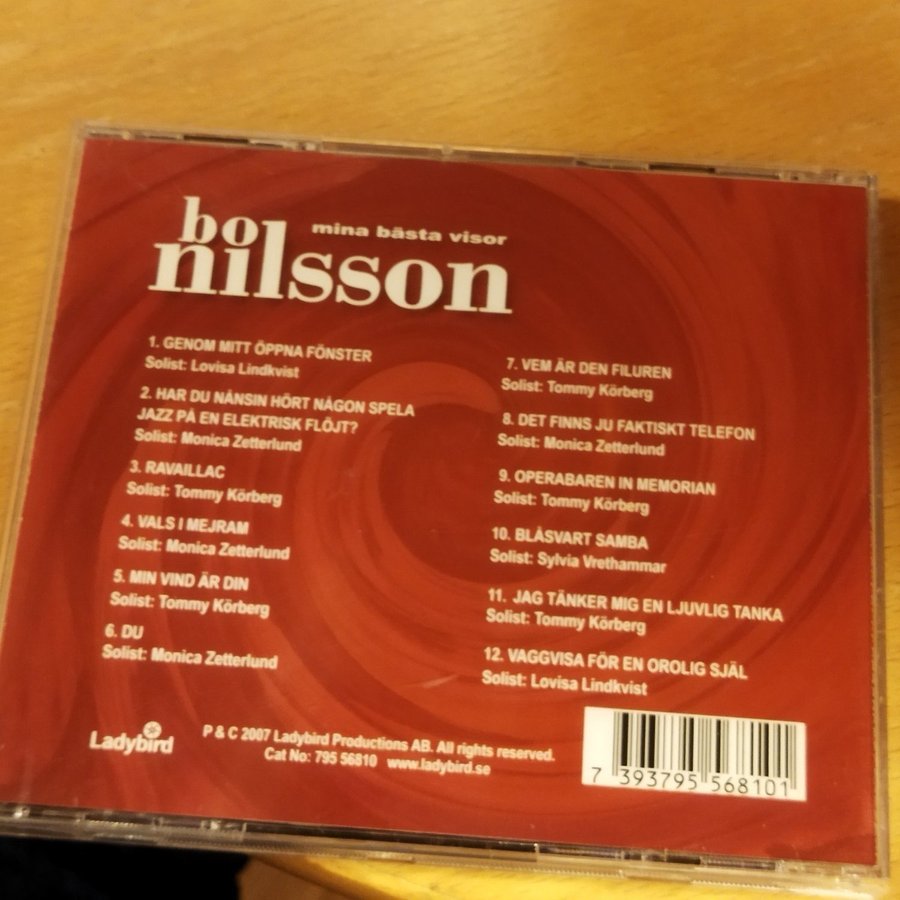 bo
mina bästa visor
nilsson
1. GENOM MITT ÖPPNA FÖNSTER
Solist: Lovisa Lindkvist
2. HAR DU NÅNSIN HÖRT NÅGON SPELA
JAZZ PÅ EN ELEKTRISK FLÖJT?
Solist: Monica Zetterlund
3. RAVAILLAC
Solist: Tommy Körberg
4. VALS I MEJRAM
Solist: Monica Zetterlund
5. MIN VIND ÄR DIN
Solist: Tommy Körberg
6. DU
Solist: Monica Zetterlund
7. VEM ÄR DEN FILUREN
Solist: Tommy Körberg
8. DET FINNS JU FAKTISKT TELEFON
Solist: Monica Zetterlund
9. OPERABAREN IN MEMORIAN
Solist: Tommy Körberg
10. BLÅSVART SAMBA
Solist: Sylvia Vrethammar
11. JAG TÄNKER MIG EN LJUVLIG TANKA
Solist: Tommy Körberg
12. VAGGVISA FÖR EN OROLIG SJÄL
Solist: Lovisa Lindkvist
Ladybird
P & C 2007 Ladybird Productions AB. All rights reserved.
Cat No: 795 56810 www.ladybird.se
7 393795 568101